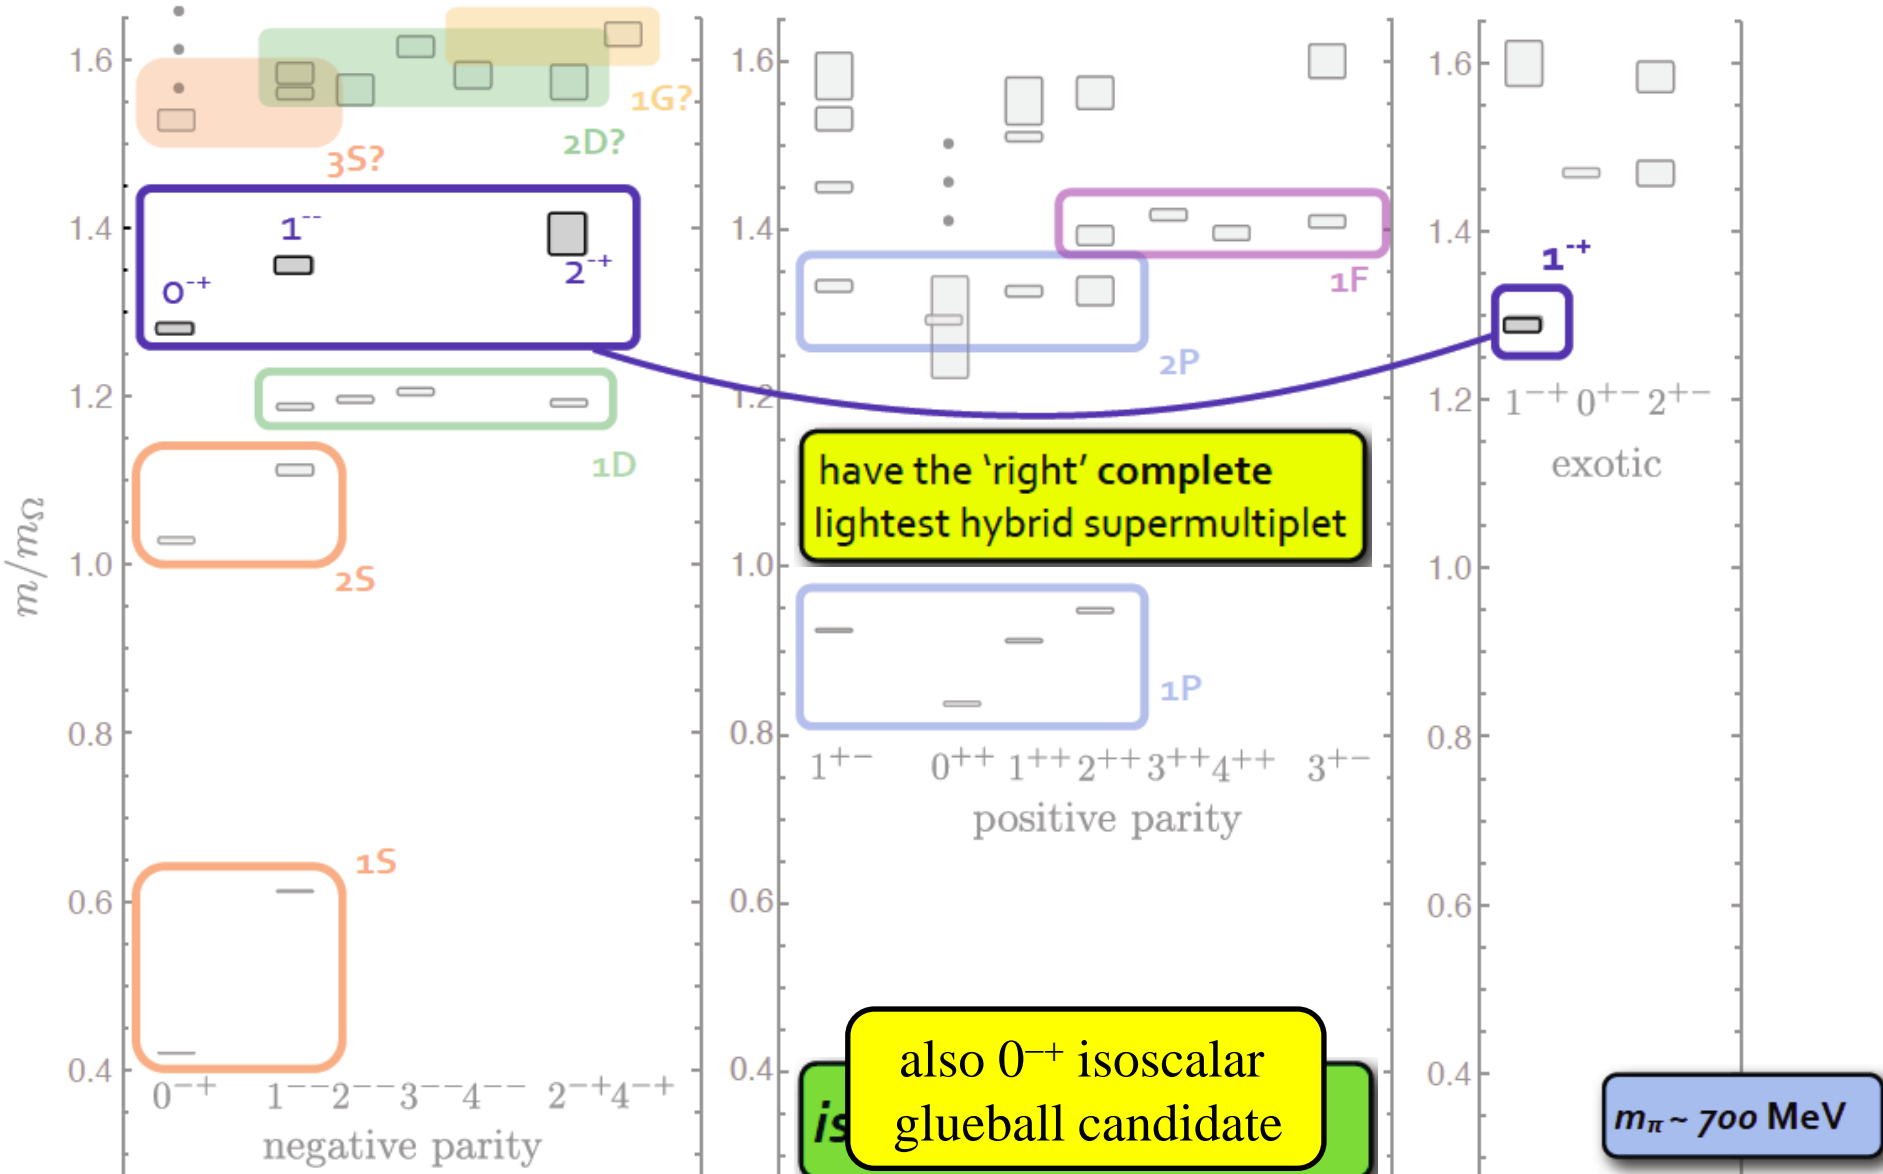 m/mΩ
1.6
1.4
1.2
1.0
0.8
0.6
0.4
3S?
2D?
1G?
0⁻⁺
1⁻⁻
2⁻⁺
1D
2S
1S
0⁻⁺ 1⁻⁻ 2⁻⁻ 3⁻⁻ 4⁻⁻ 2⁻⁺ 4⁻⁺
negative parity
1.6
1.4
1.2
1.0
0.8
0.6
0.4
1F
2P
have the ‘right’ complete
lightest hybrid supermultiplet
1P
1⁺⁻ 0⁺⁺ 1⁺⁺ 2⁺⁺ 3⁺⁺ 4⁺⁺ 3⁺⁻
positive parity
also 0⁻⁺ isoscalar
glueball candidate
is
1.6
1.4
1.2
1.0
0.8
0.6
0.4
1⁻⁺
1⁻⁺ 0⁺⁻ 2⁺⁻
exotic
mπ ~ 700 MeV